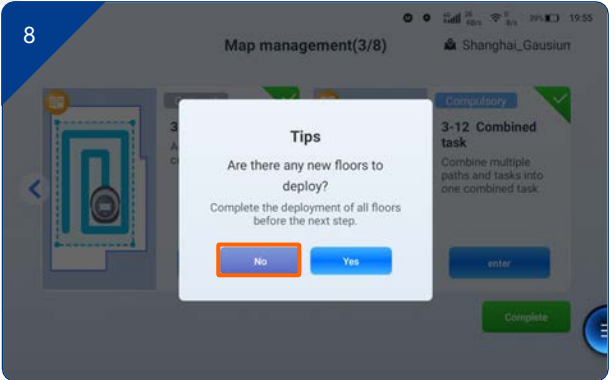 8
19:55
Map management(3/8)
Shanghai_Gausium
Compulsory
3-12 Combined
task
Combine multiple
paths and tasks into
one combined task
Tips
Are there any new floors to
deploy?
Complete the deployment of all floors
before the next step.
No
Yes
enter
Complete